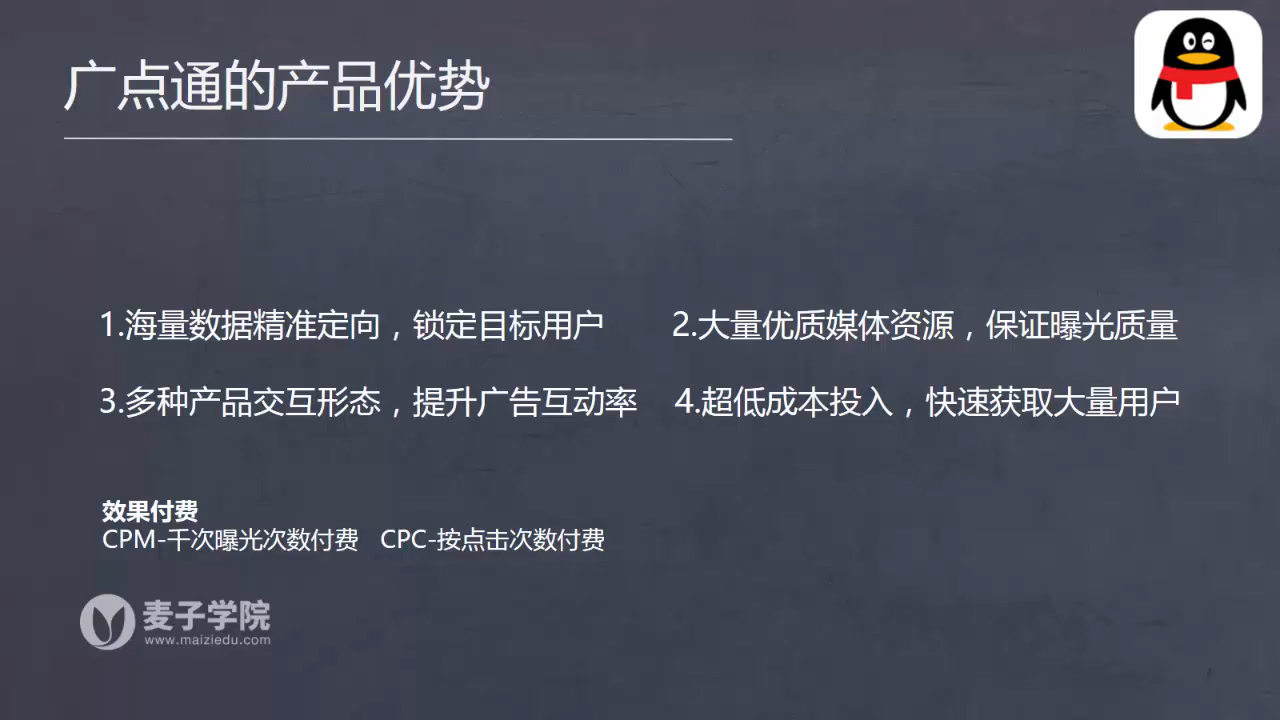 广点通的产品优势
1.海量数据精准定向，锁定目标用户 2.大量优质媒体资源，保证曝光质量
3.多种产品交互形态，提升广告互动率 4.超低成本投入，快速获取大量用户
效果付费
CPM-千次曝光次数付费 CPC-按点击次数付费
麦子学院
www.maiziedu.com